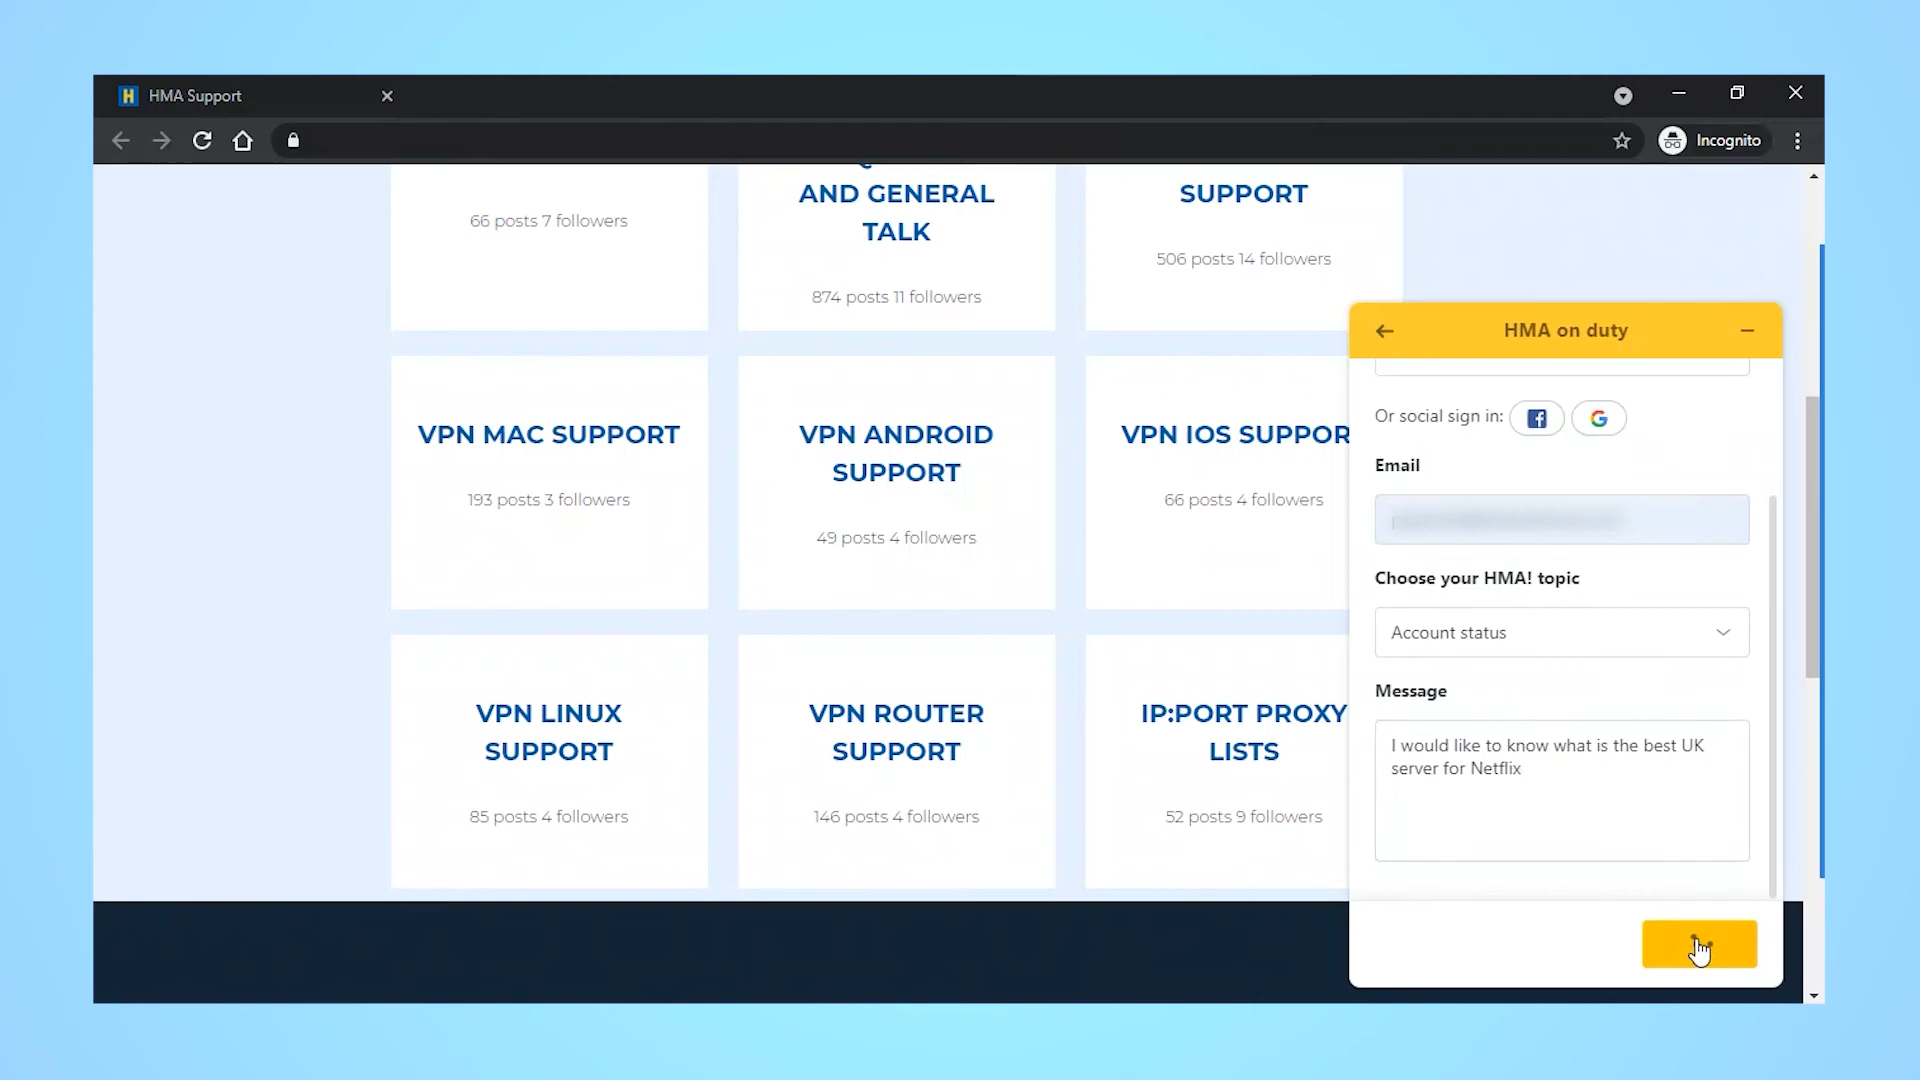 HMA Support
Incognito
66 posts 7 followers
AND GENERAL
TALK
874 posts 11 followers
SUPPORT
506 posts 14 followers
VPN MAC SUPPORT
193 posts 3 followers
VPN ANDROID
SUPPORT
49 posts 4 followers
VPN IOS SUPPOR
66 posts 4 followers
VPN LINUX
SUPPORT
85 posts 4 followers
VPN ROUTER
SUPPORT
146 posts 4 followers
IP:PORT PROXY
LISTS
52 posts 9 followers
HMA on duty
Or social sign in:
Email
Choose your HMA! topic
Account status
Message
I would like to know what is the best UK
server for Netflix